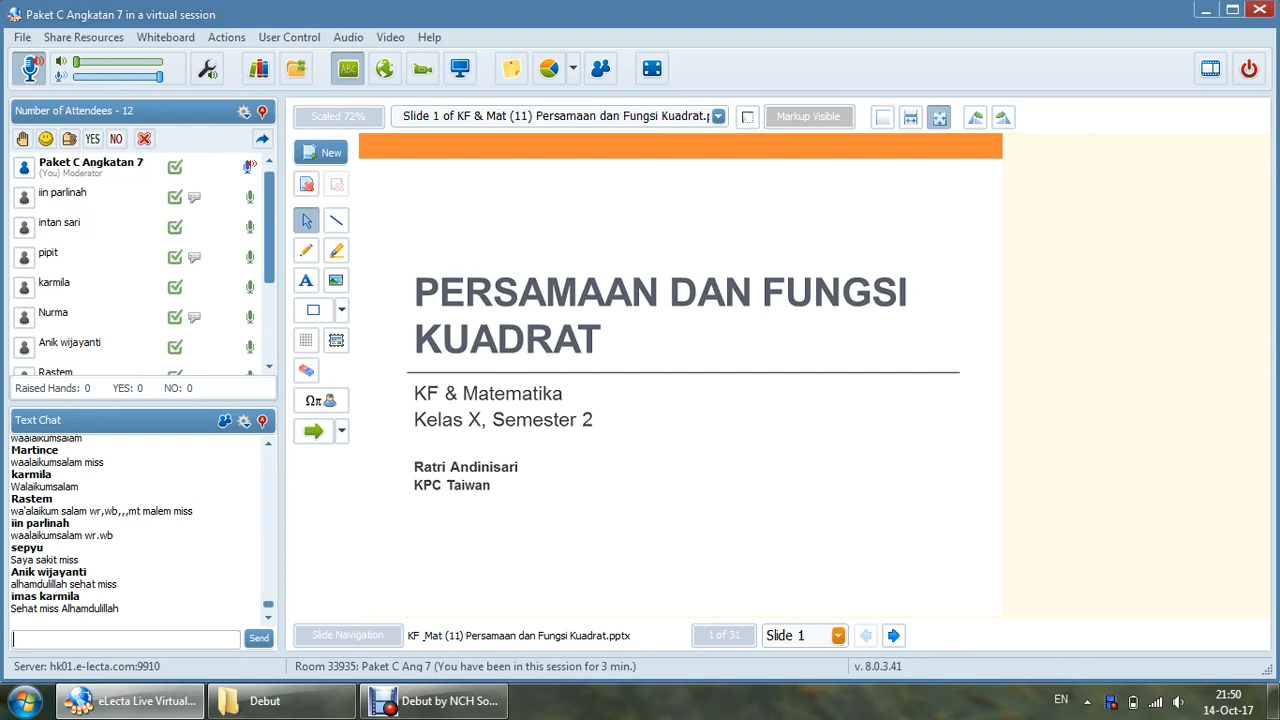 Paket C Angkatan 7 in a virtual session
File Share Resources Whiteboard Actions User Control Audio Video Help
Number of Attendees - 12
YES NO
Paket C Angkatan 7
(You) Moderator
iin parlinah
intan sari
pipit
karmila
Nurma
Anik wijayanti
Rastem
Raised Hands: 0 YES: 0 NO: 0
Text Chat
waalaikumsalam
Martince
waalaikumsalam miss
karmila
Walaikumsalam
Rastem
wa'alaikum salam wr,wb,,,mt malem miss
iin parlinah
waalaikumsalam wr.wb
sepyu
Saya sakit miss
Anik wijayanti
alhamdulillah sehat miss
imas karmila
Sehat miss Alhamdulillah
Send
ABC
Scaled 72%
Slide 1 of KF & Mat (11) Persamaan dan Fungsi Kuadrat.p
Markup Visible
New
A
Ωπ
PERSAMAAN DAN FUNGSI
KUADRAT
KF & Matematika
Kelas X, Semester 2
Ratri Andinisari
KPC Taiwan
Slide Navigation
KF _Mat (11) Persamaan dan Fungsi Kuadrat.pptx
1 of 31
Slide 1
Server: hk01.e-lecta.com:9910
Room 33935: Paket C Ang 7 (You have been in this session for 3 min.)
v. 8.0.3.41
eLecta Live Virtual...
Debut
Debut by NCH So...
EN
21:50
14-Oct-17